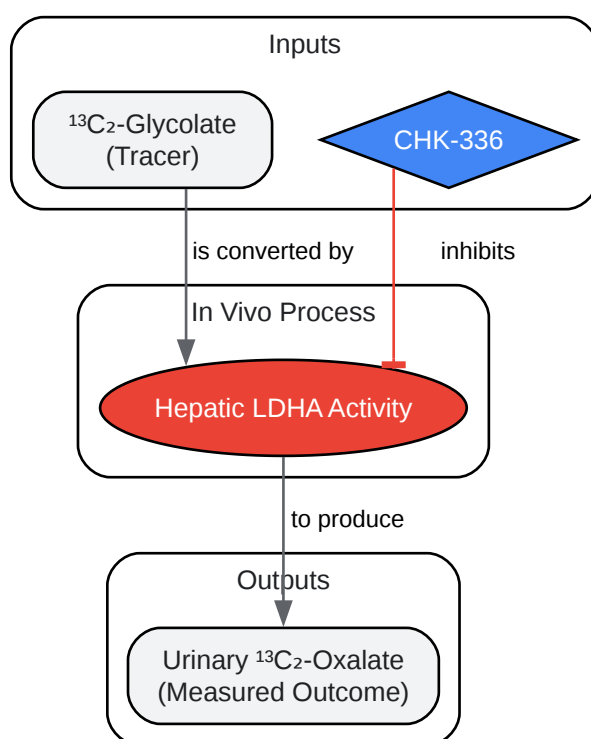 Inputs
¹³C₂-Glycolate
(Tracer)
CHK-336
is converted by
inhibits
In Vivo Process
Hepatic LDHA Activity
to produce
Outputs
Urinary ¹³C₂-Oxalate
(Measured Outcome)